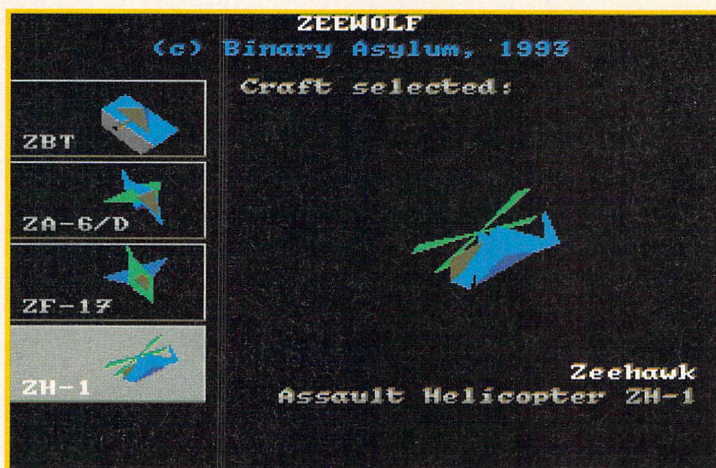 ZEEWOLF
(c) Binary Asylum, 1993
Craft selected:
ZBT
ZA-6/D
ZF-17
ZH-1
Zeehawk
Assault Helicopter ZH-1